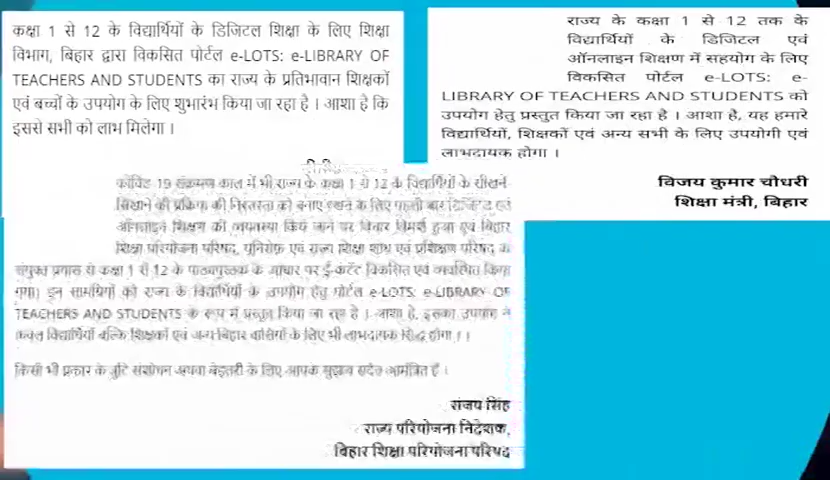 कक्षा 1 से 12 के विद्यार्थियों के डिजिटल शिक्षा के लिए शिक्षा
विभाग, बिहार द्वारा विकसित पोर्टल e-LOTS: e-LIBRARY OF
TEACHERS AND STUDENTS का राज्य के प्रतिभावान शिक्षकों
एवं बच्चों के उपयोग के लिए शुभारंभ किया जा रहा है । आशा है कि
इससे सभी को लाभ मिलेगा ।
राज्य के कक्षा 1 से 12 तक के
विद्यार्थियों के डिजिटल एवं
ऑनलाइन शिक्षण में सहयोग के लिए
विकसित पोर्टल e-LOTS: e-
LIBRARY OF TEACHERS AND STUDENTS को
उपयोग हेतु प्रस्तुत किया जा रहा है । आशा है, यह हमारे
विद्यार्थियों, शिक्षकों एवं अन्य सभी के लिए उपयोगी एवं
लाभदायक होगा ।
विजय कुमार चौधरी
शिक्षा मंत्री, बिहार
कोविड 19 संक्रमण काल में भी राज्य के कक्षा 1 से 12 के विद्यार्थियों के सीखने-
सिखाने की की निरंतरता को बनाए रखने के लिए पहली बार डिजिटल एवं
ऑनलाइन शिक्षण की व्यवस्था किये जाने पर विचार विमर्श हुआ एवं बिहार
शिक्षा परियोजना परिषद, यूनिसेफ़ एवं राज्य शिक्षा शोध एवं प्रशिक्षण परिषद के
संयुक्त प्रयास से कक्षा 1 से 12 के पाठ्यपुस्तक के आधार पर ई-कंटेंट विकसित एवं किया
गया। इन सामग्रियों को राज्य के विद्यार्थियों के उपयोग हेतु पोर्टल e-LOTS: e-LIBRARY OF
TEACHERS AND STUDENTS के रूप में प्रस्तुत किया जा रहा है । आशा है, इसका उपयोग न
केवल विद्यार्थियों बल्कि शिक्षकों एवं अन्य बिहार वासियों के लिए भी लाभदायक सिद्ध होगा । ।
किसी भी प्रकार के त्रुटि संशोधन अथवा बेहतरी के लिए आपके सुझाव सदैव आमंत्रित हैं ।
संजय सिंह
राज्य परियोजना निदेशक,
बिहार शिक्षा परियोजना परिषद